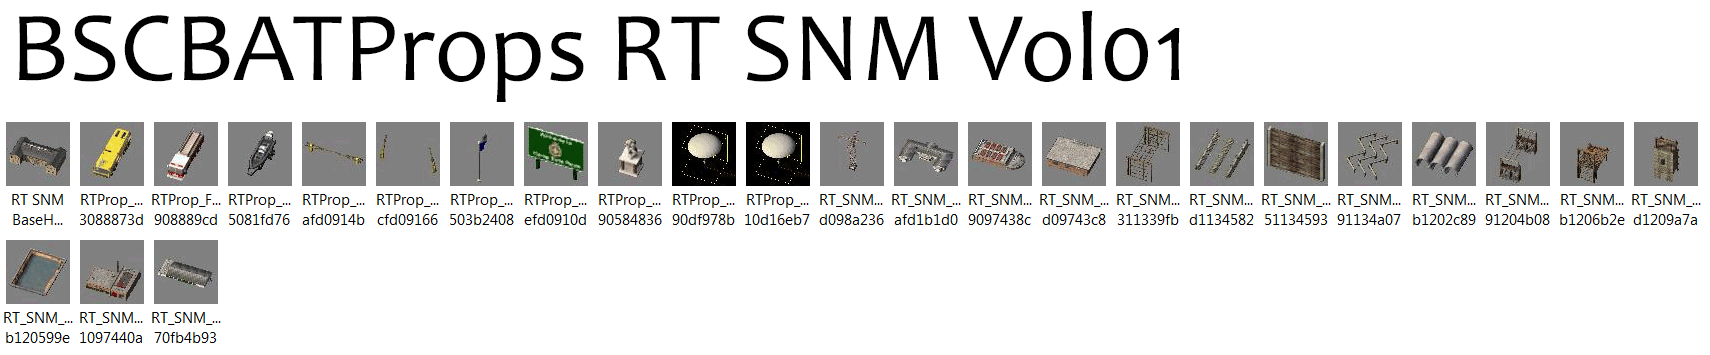 BSCBATProps RT SNM Vol01
RT SNM RTProp_... RTProp_F... RTProp_... RTProp_... RTProp_... RTProp_... RTProp_... RTProp_... RTProp_... RTProp_... RT_SNM... RT_SNM_... RT_SNM... RT_SNM... RT_SNM... RT_SNM_... RT_SNM... RT_SNM... RT_SNM_... RT_SNM... RT_SNM_... RT_SNM_...
BaseH... 3088873d 908889cd 5081fd76 afd0914b cfd09166 503b2408 efd0910d 90584836 90df978b 10d16eb7 d098a236 afd1b1d0 9097438c d09743c8 311339fb d1134582 51134593 91134a07 b1202c89 91204b08 b1206b2e d1209a7a
RT_SNM_... RT_SNM... RT_SNM_...
b120599e 1097440a 70fb4b93